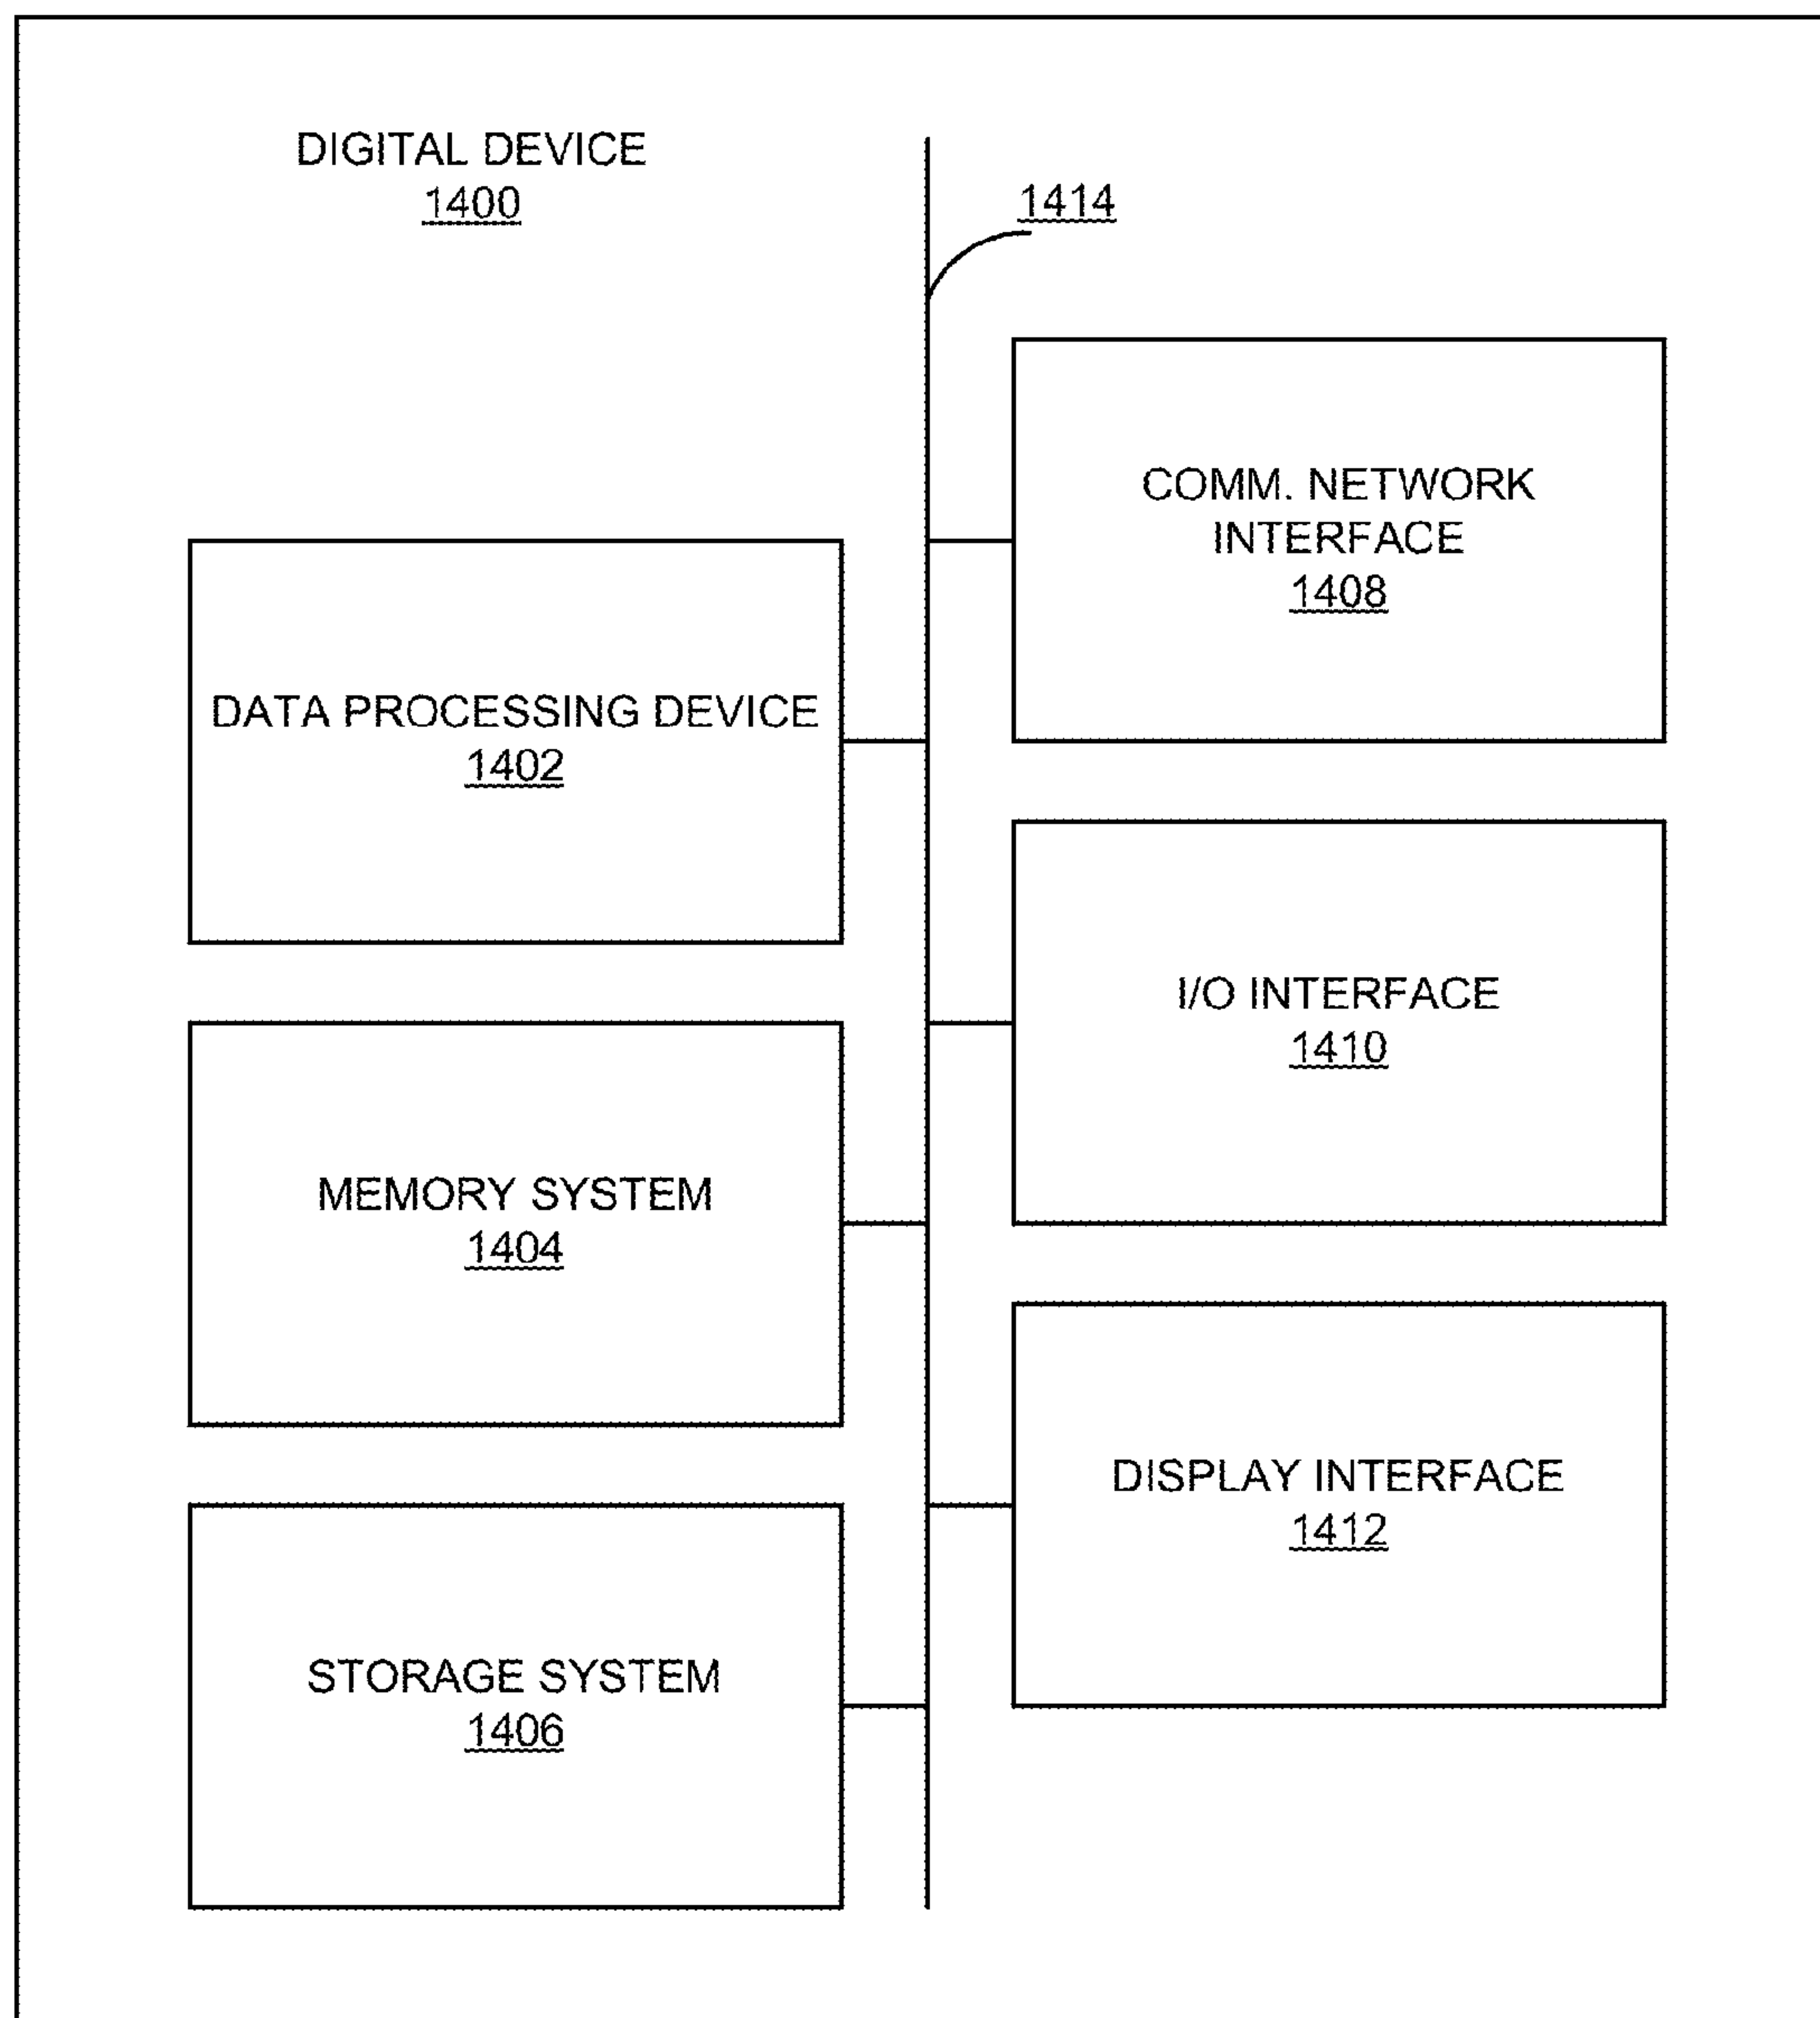 DIGITAL DEVICE
1400
1414
COMM. NETWORK
INTERFACE
1408
DATA PROCESSING DEVICE
1402
I/O INTERFACE
1410
MEMORY SYSTEM
1404
DISPLAY INTERFACE
1412
STORAGE SYSTEM
1406